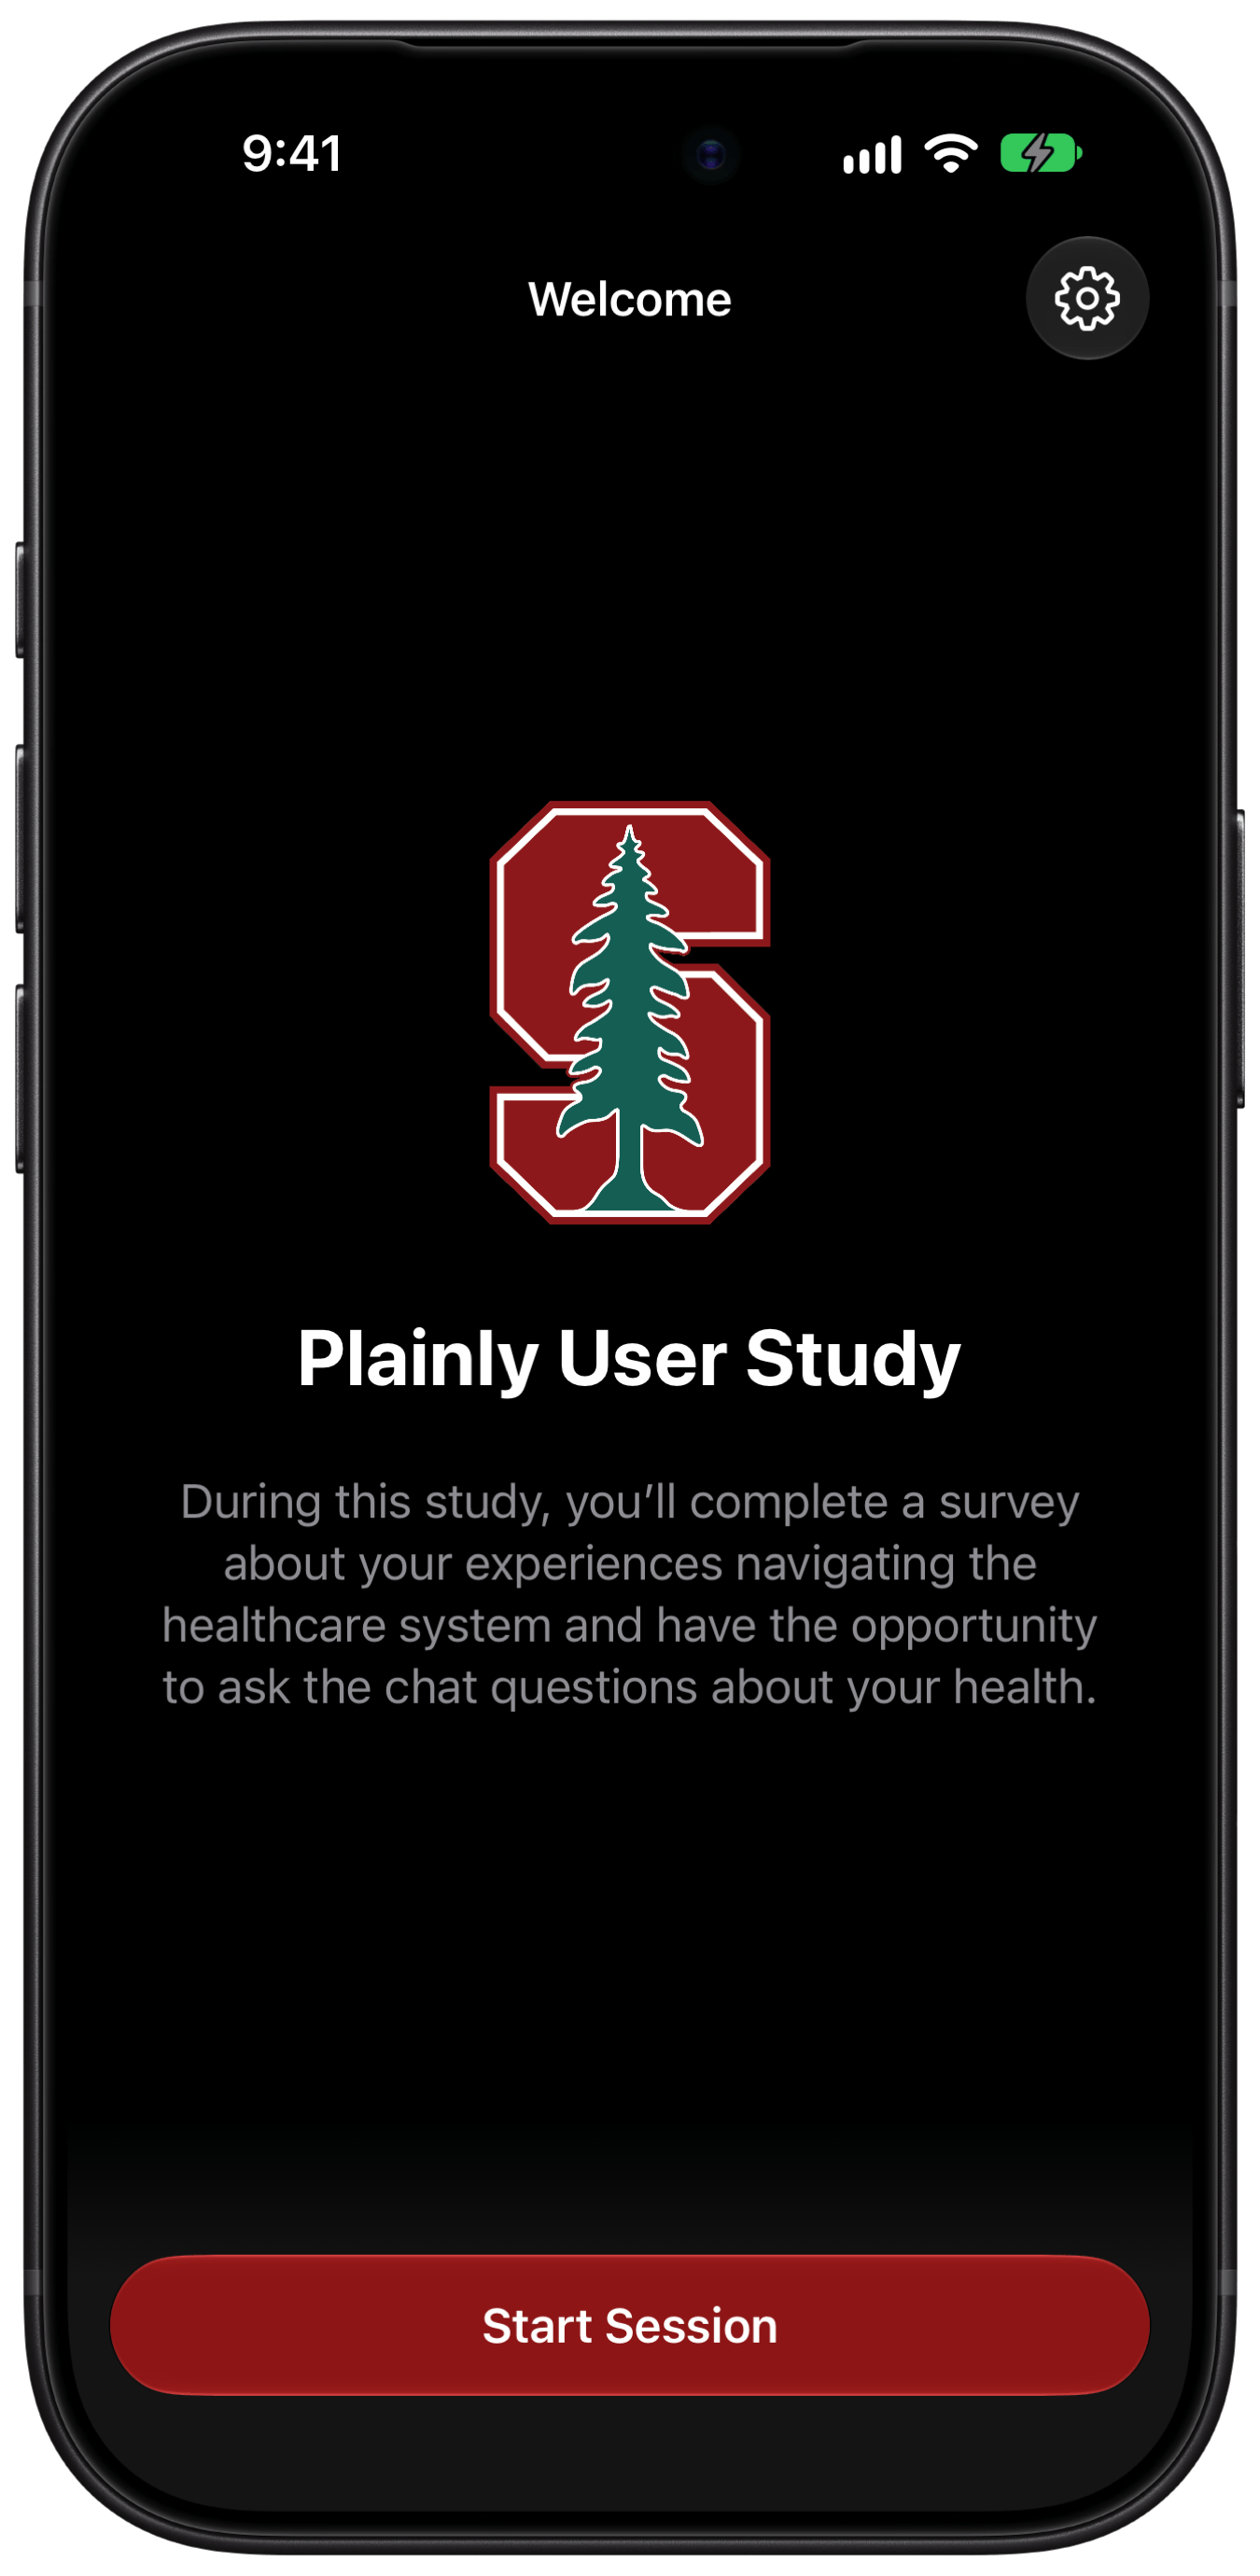 9:41
Welcome
Plainly User Study
During this study, you’ll complete a survey
about your experiences navigating the
healthcare system and have the opportunity
to ask the chat questions about your health.
Start Session